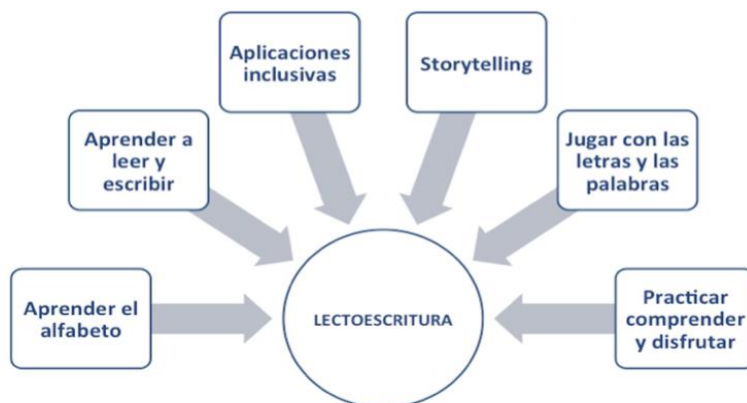 Aplicaciones
inclusivas
Storytelling
Aprender a
leer y
escribir
Jugar con las
letras y las
palabras
Aprender el
alfabeto
LECTOESCRITURA
Practicar
comprender
y disfrutar